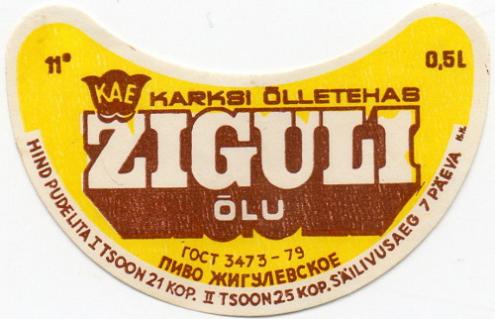 11°
0,5L
KAE
KARKSI ÕLLETEHAS
ŽIGULI
ÕLU
ГОСТ 3473-79
ПИВО ЖИГУЛЕВСКОЕ
HIND PUDELITA I TSOON 21 KOP. II TSOON 25 KOP. SÄILIVUSAEG 7 PÄEVA